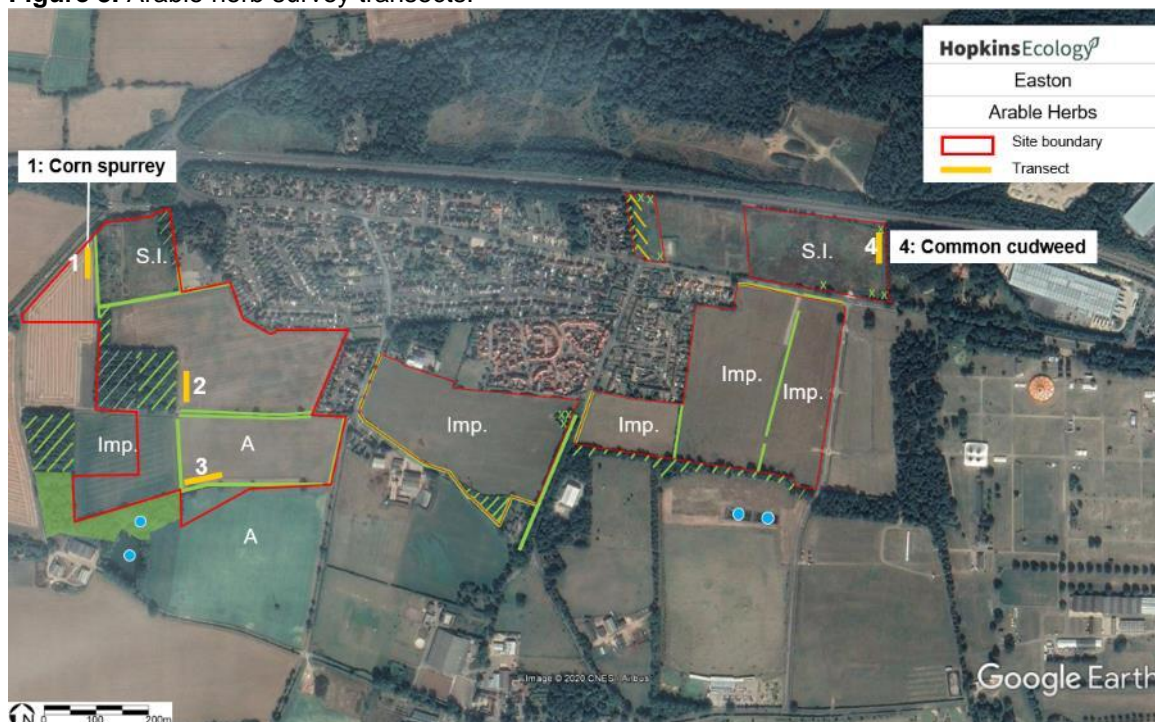 Figure 3. Arable herb survey transects.
HopkinsEcology
Easton
Arable Herbs
Site boundary
Transect
1: Corn spurrey
1
S.I.
S.I.
4
4: Common cudweed
2
Imp.
A
3
A
Imp.
Imp.
Imp.
Imp.
Image © 2020 CNES / Airbus
Google Earth
N
0 100 200m